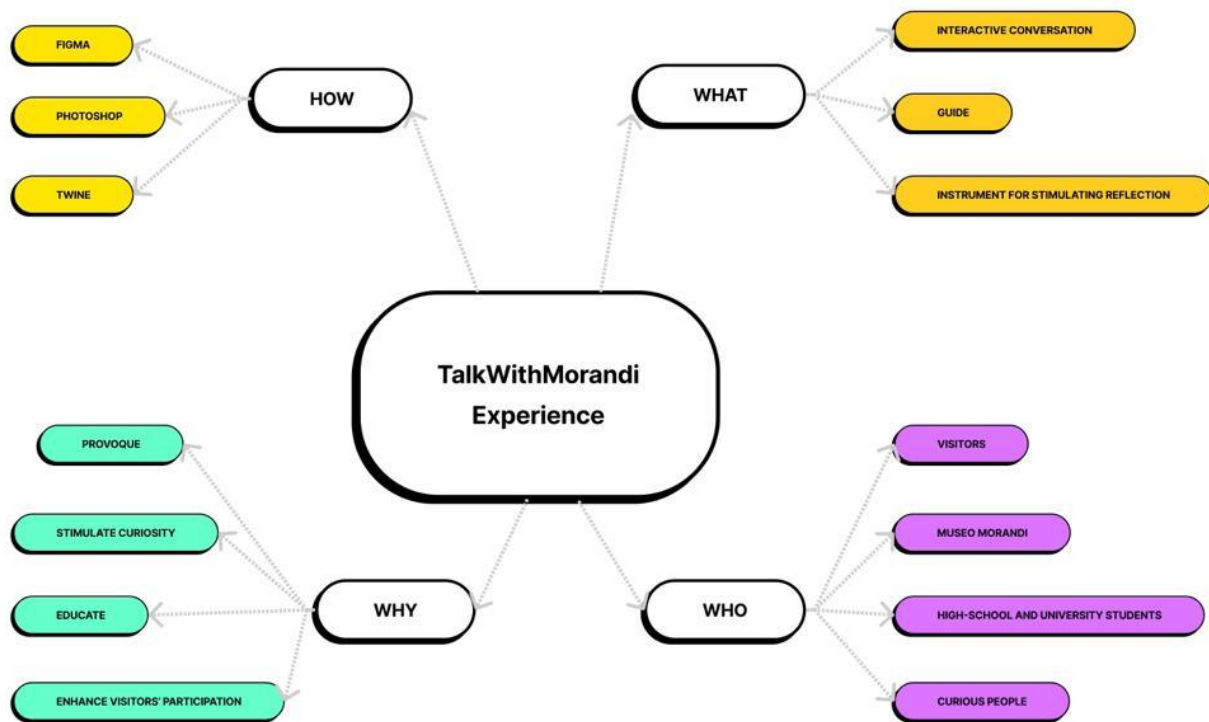 FIGMA
PHOTOSHOP
TWINE
HOW
WHAT
INTERACTIVE CONVERSATION
GUIDE
INSTRUMENT FOR STIMULATING REFLECTION
TalkWithMorandi
Experience
PROVOQUE
STIMULATE CURIOSITY
EDUCATE
ENHANCE VISITORS' PARTICIPATION
WHY
WHO
VISITORS
MUSEO MORANDI
HIGH-SCHOOL AND UNIVERSITY STUDENTS
CURIOUS PEOPLE